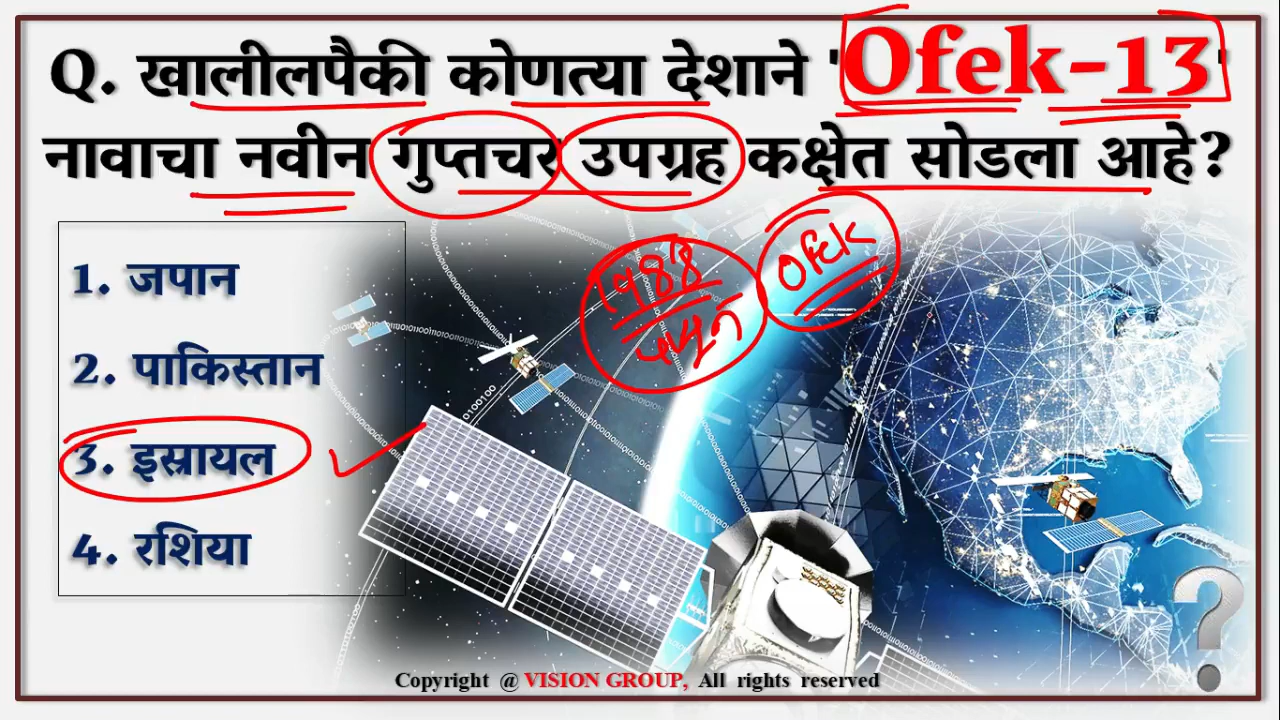 Q. खालीलपैकी कोणत्या देशाने 'Ofek-13'
नावाचा नवीन गुप्तचर उपग्रह कक्षेत सोडला आहे?
1. जपान
2. पाकिस्तान
3. इस्रायल
4. रशिया
1988
Ofek
?
Copyright @ VISION GROUP, All rights reserved